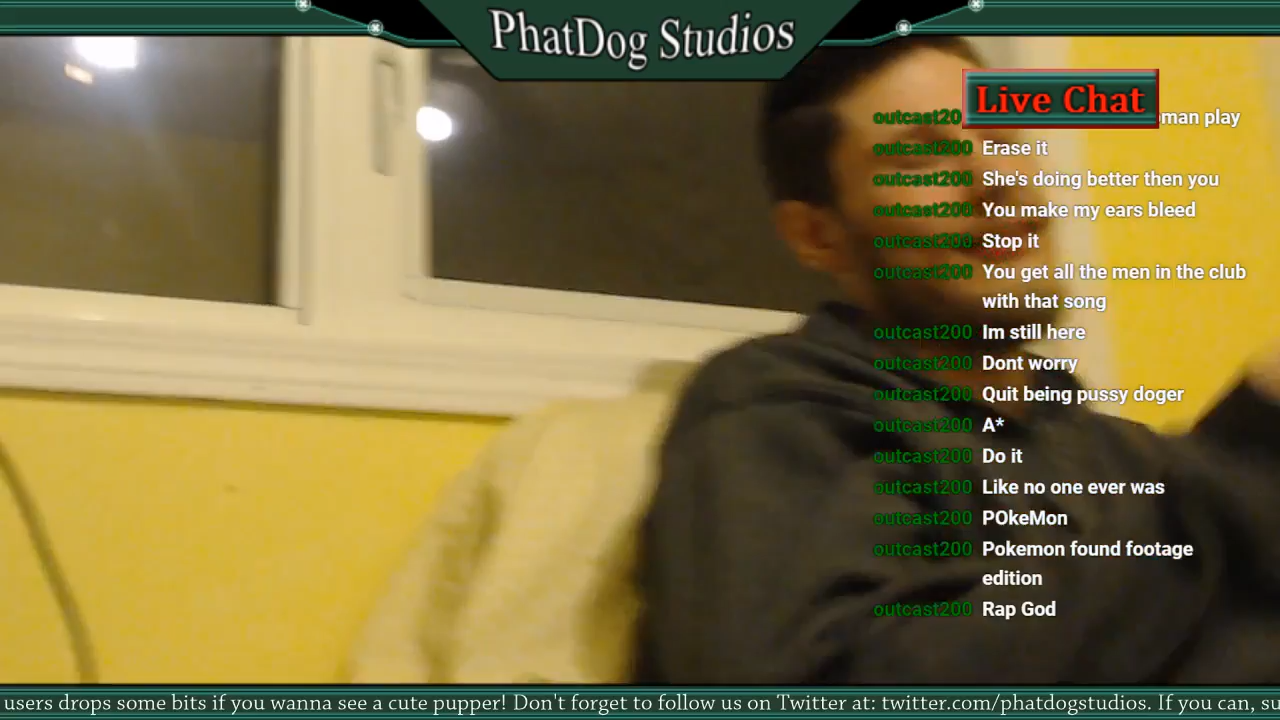 PhatDog Studios
Live Chat
outcast20 man play
outcast200 Erase it
outcast200 She's doing better then you
outcast200 You make my ears bleed
outcast200 Stop it
outcast200 You get all the men in the club
with that song
outcast200 Im still here
outcast200 Dont worry
outcast200 Quit being pussy doger
outcast200 A*
outcast200 Do it
outcast200 Like no one ever was
outcast200 POkeMon
outcast200 Pokemon found footage
edition
outcast200 Rap God
users drops some bits if you wanna see a cute pupper! Don't forget to follow us on Twitter at: twitter.com/phatdogstudios. If you can, su